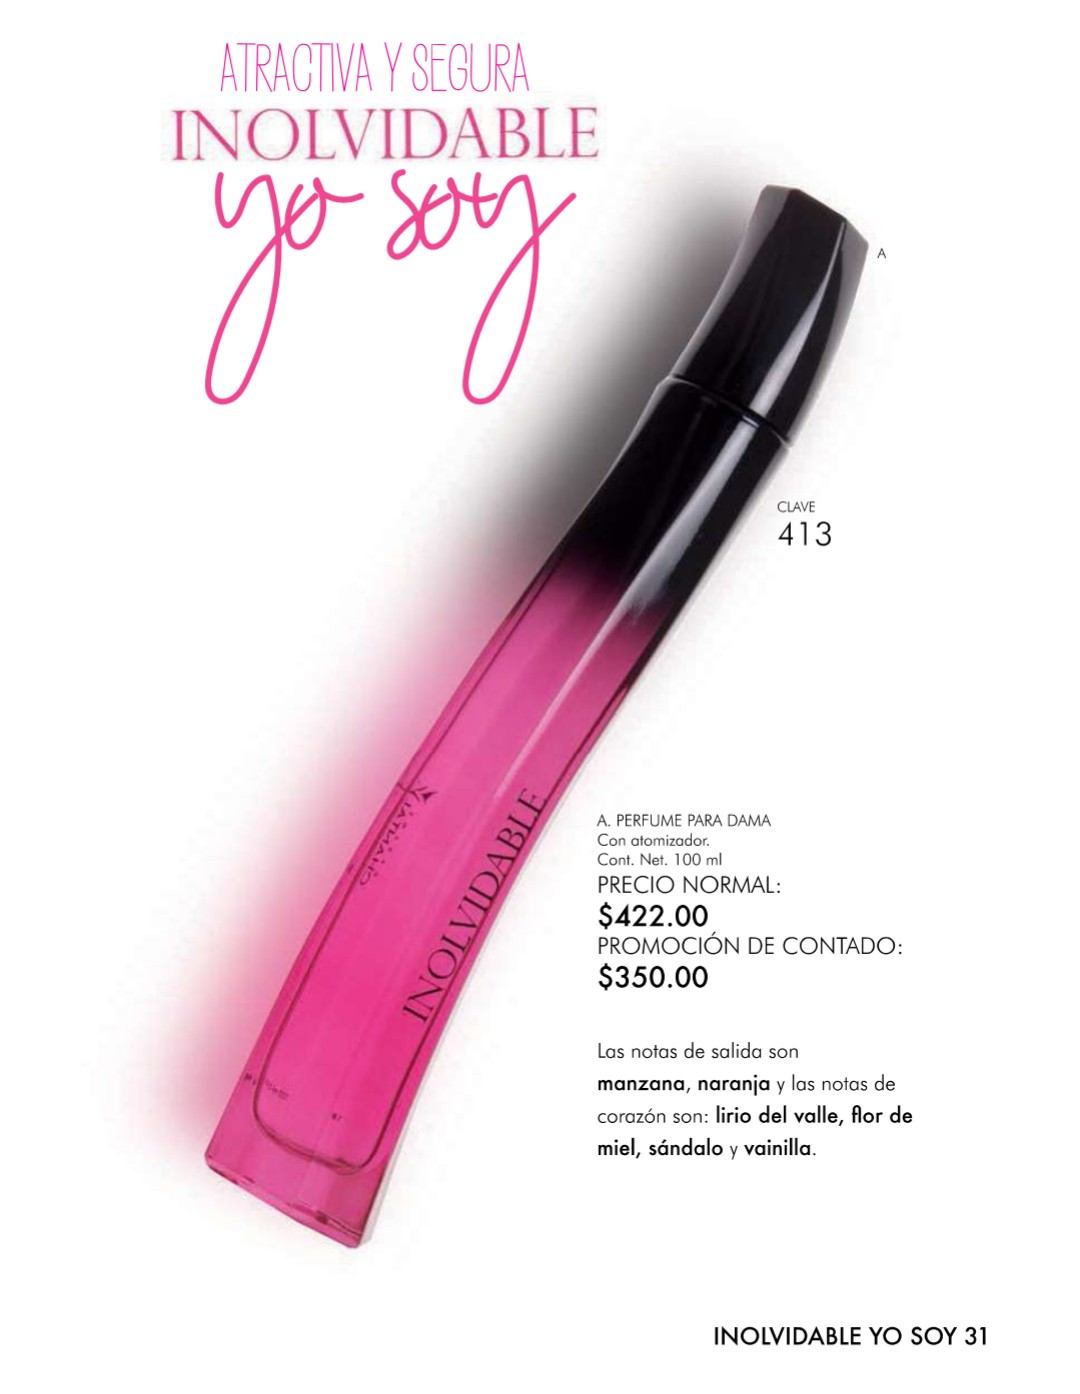 ATRACTIVA Y SEGURA
INOLVIDABLE
yo soy
A
CLAVE
413
INOLVIDABLE
A. PERFUME PARA DAMA
Con atomizador.
Cont. Net. 100 ml
PRECIO NORMAL:
$422.00
PROMOCIÓN DE CONTADO:
$350.00
Las notas de salida son
manzana, naranja y las notas de
corazón son: lirio del valle, flor de
miel, sándalo y vainilla.
INOLVIDABLE YO SOY 31